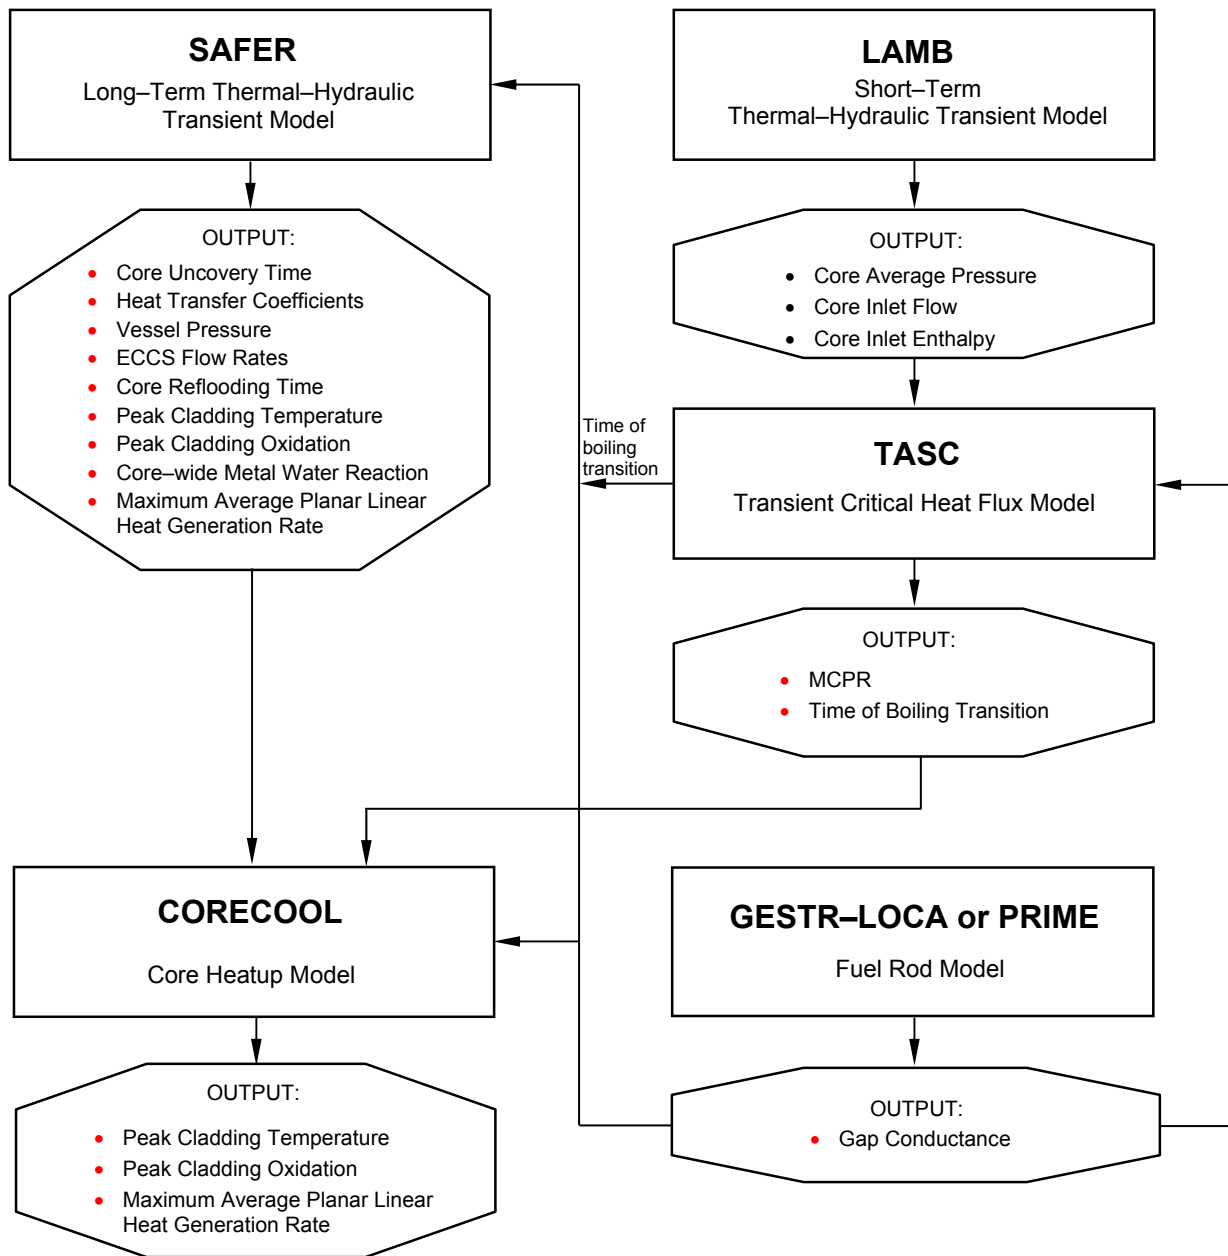 SAFER
Long–Term Thermal–Hydraulic
Transient Model
OUTPUT:
• Core Uncovery Time
• Heat Transfer Coefficients
• Vessel Pressure
• ECCS Flow Rates
• Core Reflooding Time
• Peak Cladding Temperature
• Peak Cladding Oxidation
• Core–wide Metal Water Reaction
• Maximum Average Planar Linear
Heat Generation Rate
LAMB
Short–Term
Thermal–Hydraulic Transient Model
OUTPUT:
• Core Average Pressure
• Core Inlet Flow
• Core Inlet Enthalpy
Time of
boiling
transition
TASC
Transient Critical Heat Flux Model
OUTPUT:
• MCPR
• Time of Boiling Transition
CORECOOL
Core Heatup Model
OUTPUT:
• Peak Cladding Temperature
• Peak Cladding Oxidation
• Maximum Average Planar Linear
Heat Generation Rate
GESTR–LOCA or PRIME
Fuel Rod Model
OUTPUT:
• Gap Conductance